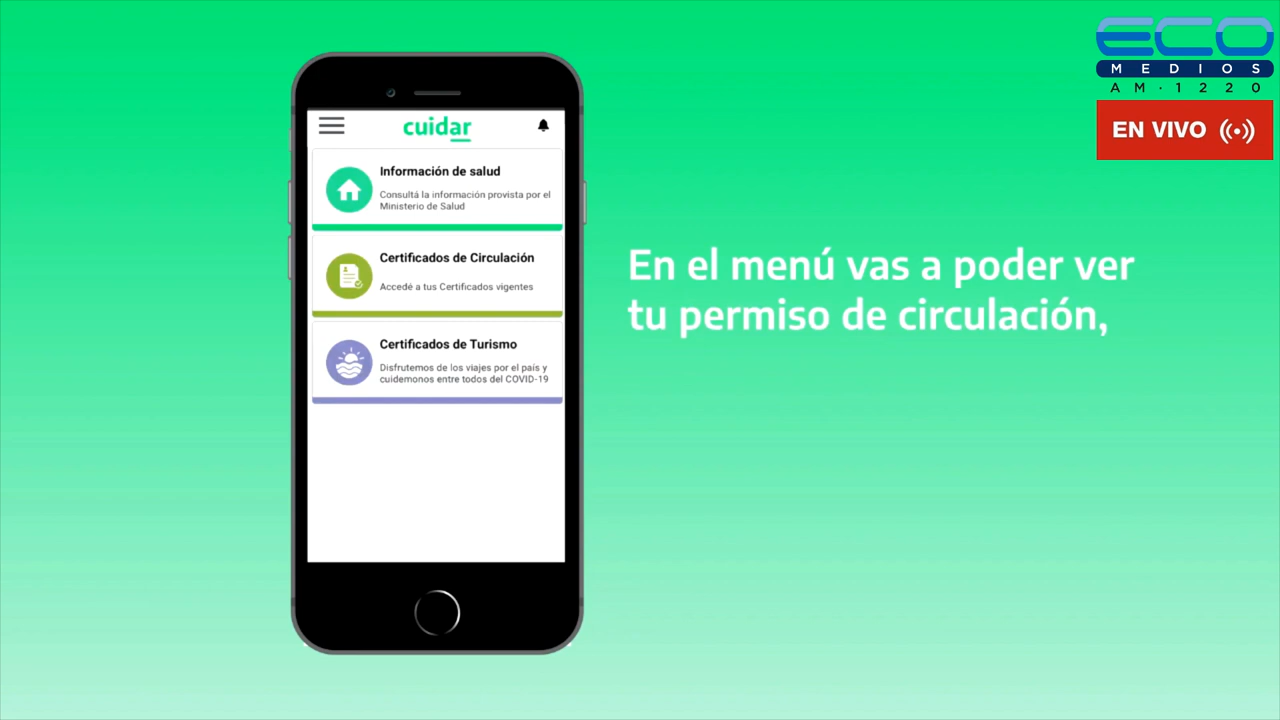 ECO
MEDIOS
AM·1220
EN VIVO
cuidar
Información de salud
Consultá la información provista por el
Ministerio de Salud
Certificados de Circulación
Accedé a tus Certificados vigentes
Certificados de Turismo
Disfrutemos de los viajes por el país y
cuidemonos entre todos del COVID-19
En el menú vas a poder ver
tu permiso de circulación,